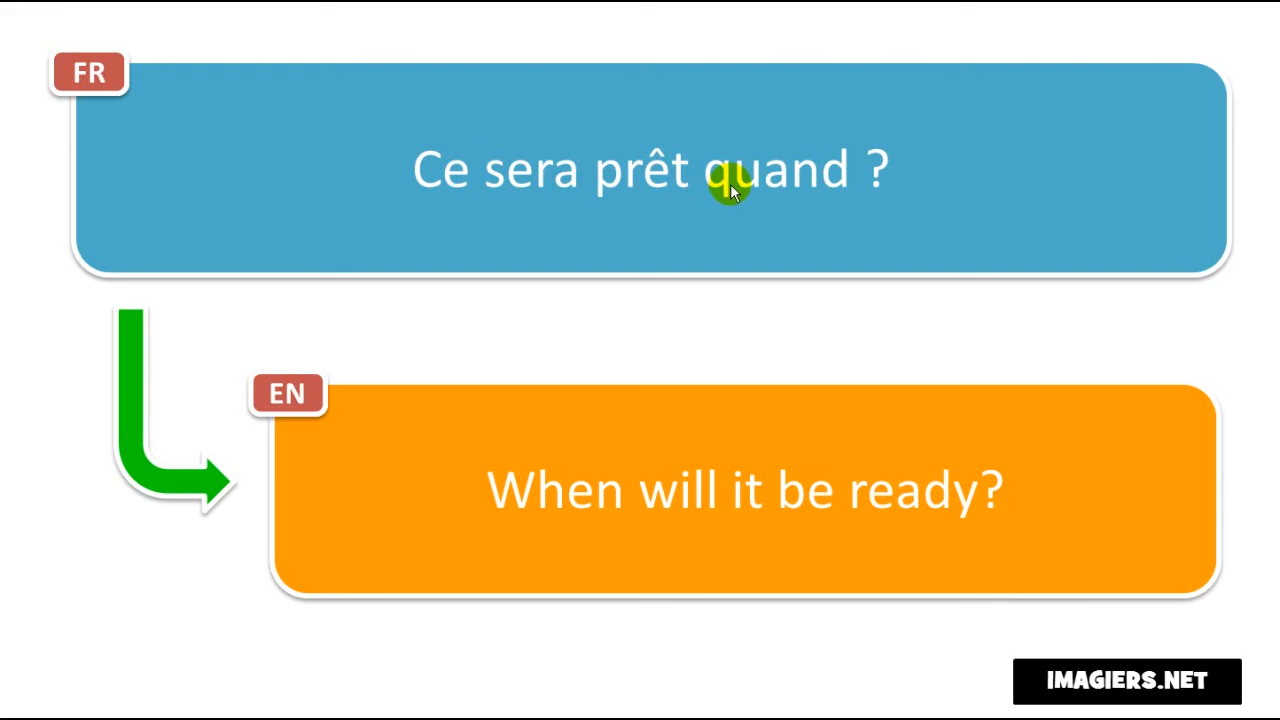 FR
Ce sera prêt quand ?
EN
When will it be ready?
IMAGIERS.NET